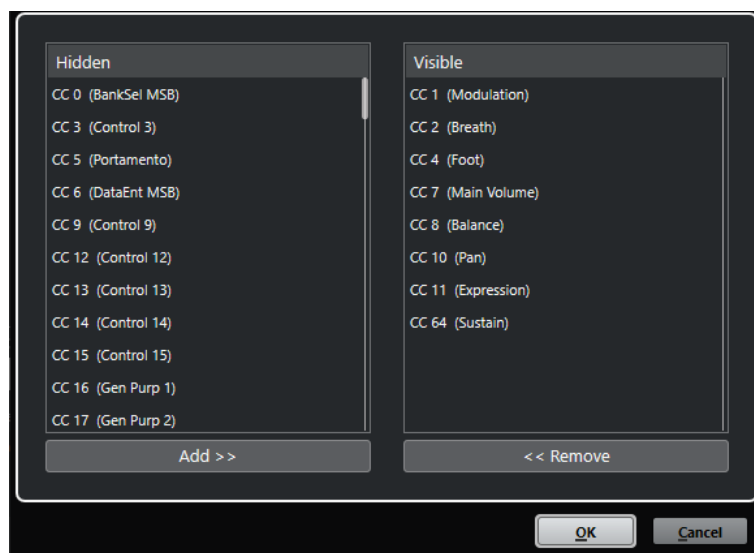 Hidden
CC 0 (BankSel MSB)
CC 3 (Control 3)
CC 5 (Portamento)
CC 6 (DataEnt MSB)
CC 9 (Control 9)
CC 12 (Control 12)
CC 13 (Control 13)
CC 14 (Control 14)
CC 15 (Control 15)
CC 16 (Gen Purp 1)
CC 17 (Gen Purp 2)
Add >>
Visible
CC 1 (Modulation)
CC 2 (Breath)
CC 4 (Foot)
CC 7 (Main Volume)
CC 8 (Balance)
CC 10 (Pan)
CC 11 (Expression)
CC 64 (Sustain)
<< Remove
OK
Cancel